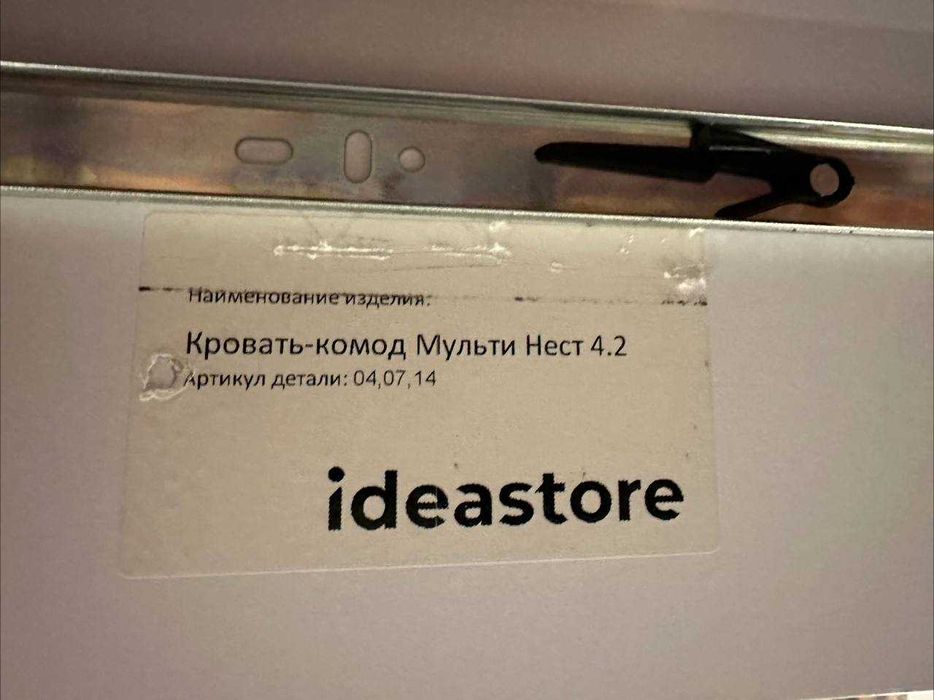 Наименование изделия:
Кровать-комод Мульти Нест 4.2
Артикул детали: 04,07,14
ideastore